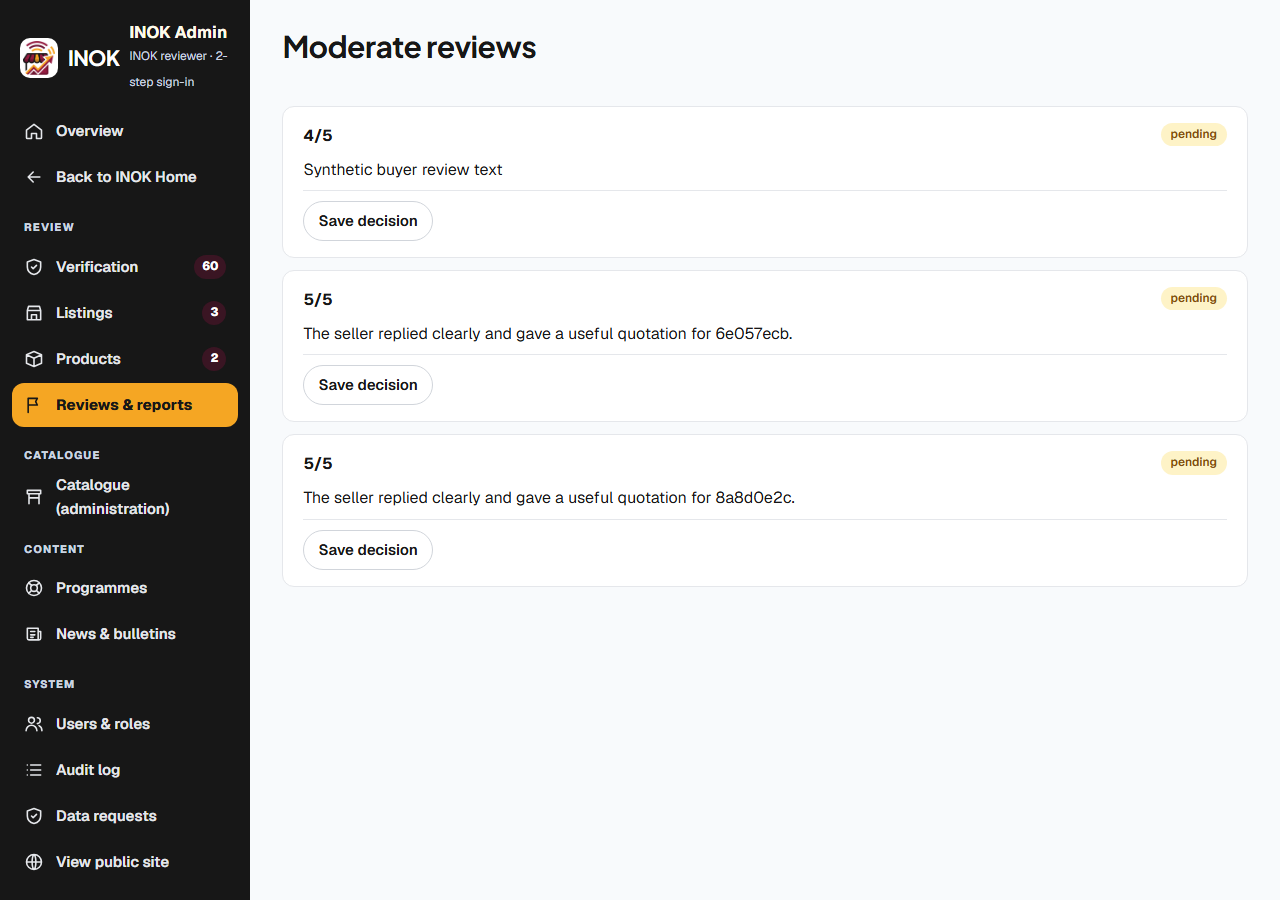 INOK
INOK Admin
INOK reviewer · 2-
step sign-in
Overview
Back to INOK Home
REVIEW
Verification 60
Listings 3
Products 2
Reviews & reports
CATALOGUE
Catalogue
(administration)
CONTENT
Programmes
News & bulletins
SYSTEM
Users & roles
Audit log
Data requests
View public site
Moderate reviews
4/5 pending
Synthetic buyer review text
Save decision
5/5 pending
The seller replied clearly and gave a useful quotation for 6e057ecb.
Save decision
5/5 pending
The seller replied clearly and gave a useful quotation for 8a8d0e2c.
Save decision